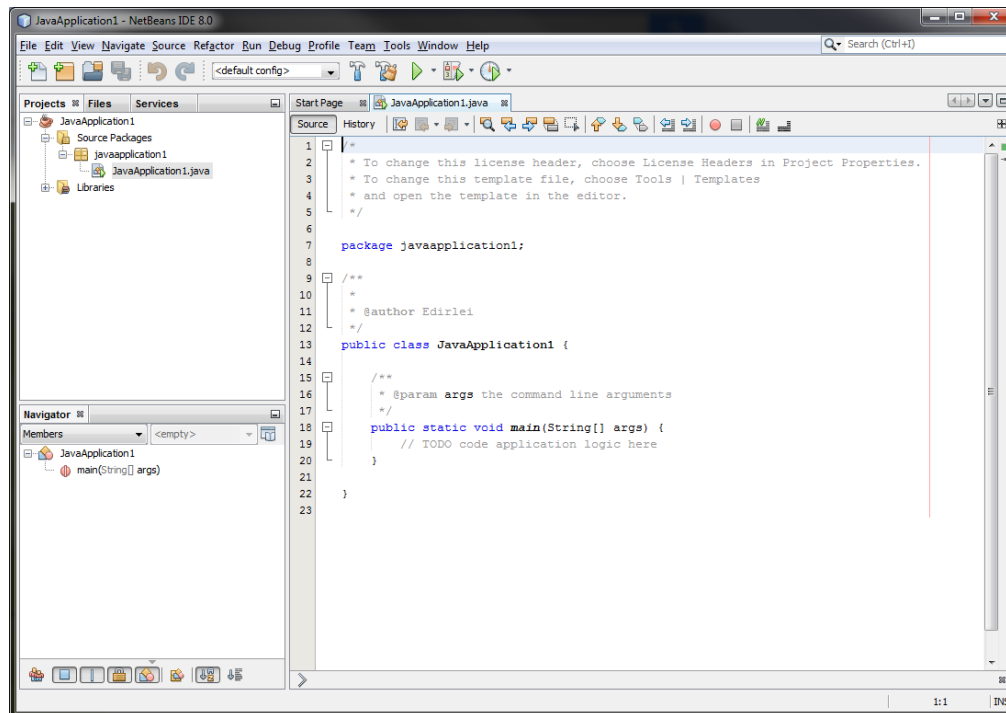 JavaApplication1 - NetBeans IDE 8.0
File Edit View Navigate Source Refactor Run Debug Profile Team Tools Window Help
Search (Ctrl+I)
<default config>
Projects Files Services
Start Page JavaApplication1.java
JavaApplication1
Source Packages
javaapplication1
JavaApplication1.java
Libraries
Source History
1 /*
2 * To change this license header, choose License Headers in Project Properties.
3 * To change this template file, choose Tools | Templates
4 * and open the template in the editor.
5 */
6
7 package javaapplication1;
8
9 /**
10 *
11 * @author Edirlei
12 */
13 public class JavaApplication1 {
14
15 /**
16 * @param args the command line arguments
17 */
18 public static void main(String[] args) {
19 // TODO code application logic here
20 }
21
22 }
23
Navigator
Members <empty>
JavaApplication1
main(String[] args)
1:1 INS